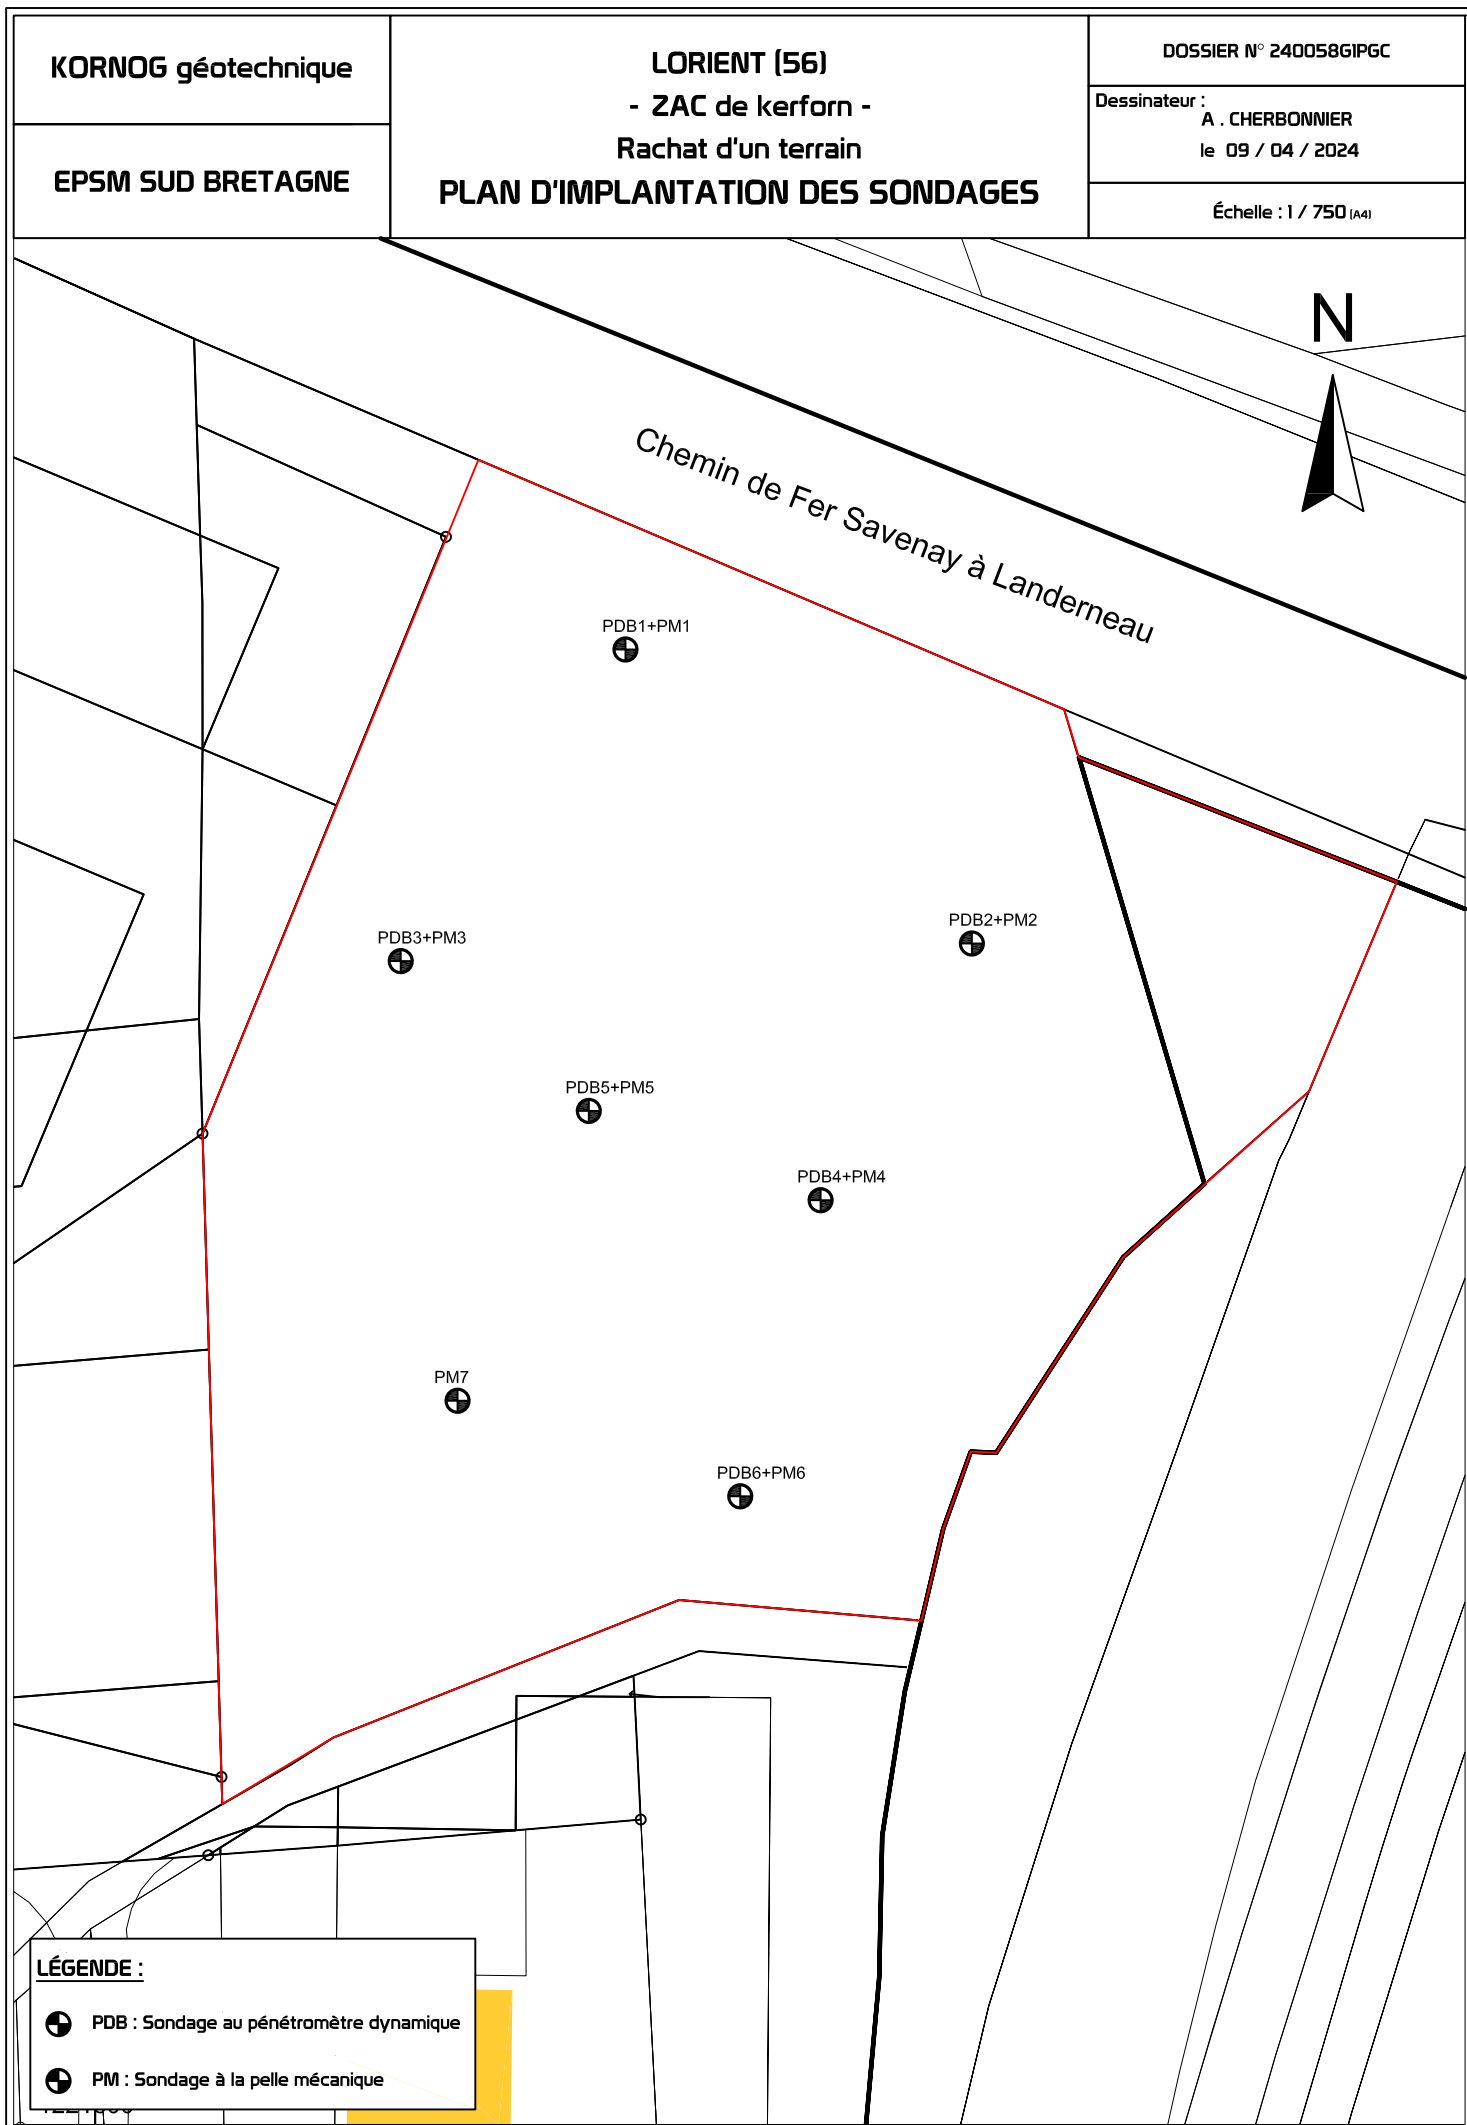 KORNOG géotechnique
EPSM SUD BRETAGNE
LORIENT (56)
- ZAC de kerforn -
Rachat d'un terrain
PLAN D'IMPLANTATION DES SONDAGES
DOSSIER N° 240058G1PGC
Dessinateur :
A . CHERBONNIER
le 09 / 04 / 2024
Échelle : 1 / 750 (A4)
N
Chemin de Fer Savenay à Landerneau
PDB1+PM1
PDB2+PM2
PDB3+PM3
PDB5+PM5
PDB4+PM4
PM7
PDB6+PM6
LÉGENDE :
PDB : Sondage au pénétromètre dynamique
PM : Sondage à la pelle mécanique